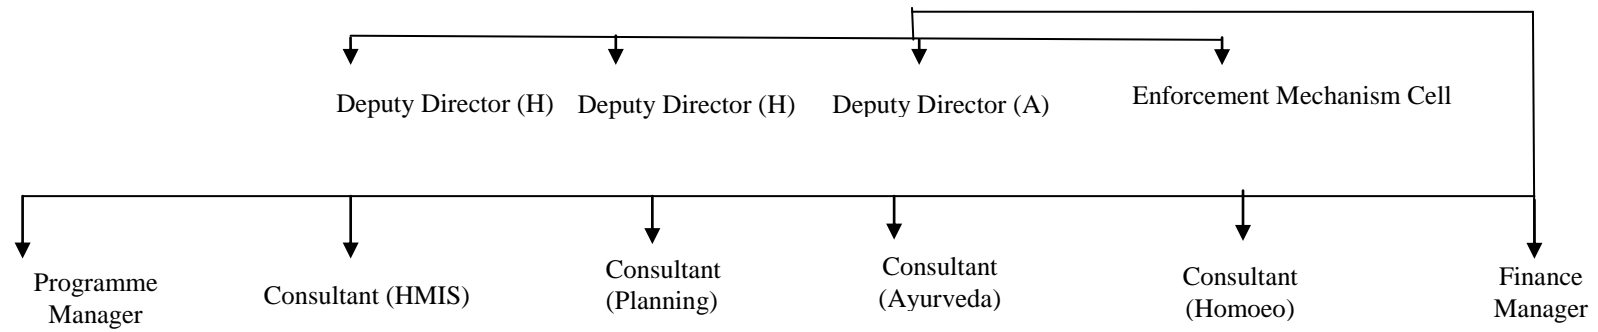 Deputy Director (H)
Deputy Director (H)
Deputy Director (A)
Enforcement Mechanism Cell
Programme
Manager
Consultant (HMIS)
Consultant
(Planning)
Consultant
(Ayurveda)
Consultant
(Homoeo)
Finance
Manager